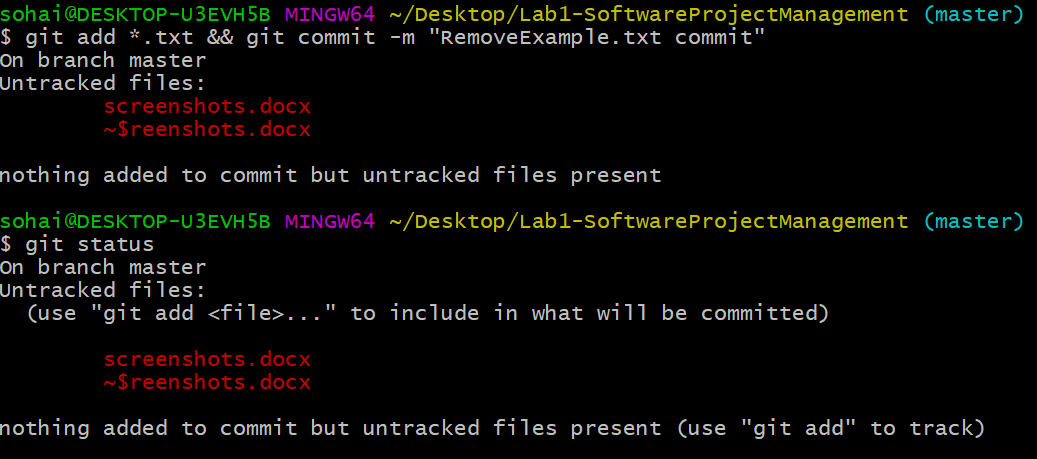 sohai@DESKTOP-U3EVH5B MINGW64 ~/Desktop/Lab1-SoftwareProjectManagement (master)
$ git add *.txt && git commit -m "RemoveExample.txt commit"
On branch master
Untracked files:
        screenshots.docx
        ~$reenshots.docx

nothing added to commit but untracked files present

sohai@DESKTOP-U3EVH5B MINGW64 ~/Desktop/Lab1-SoftwareProjectManagement (master)
$ git status
On branch master
Untracked files:
  (use "git add <file>..." to include in what will be committed)

        screenshots.docx
        ~$reenshots.docx

nothing added to commit but untracked files present (use "git add" to track)